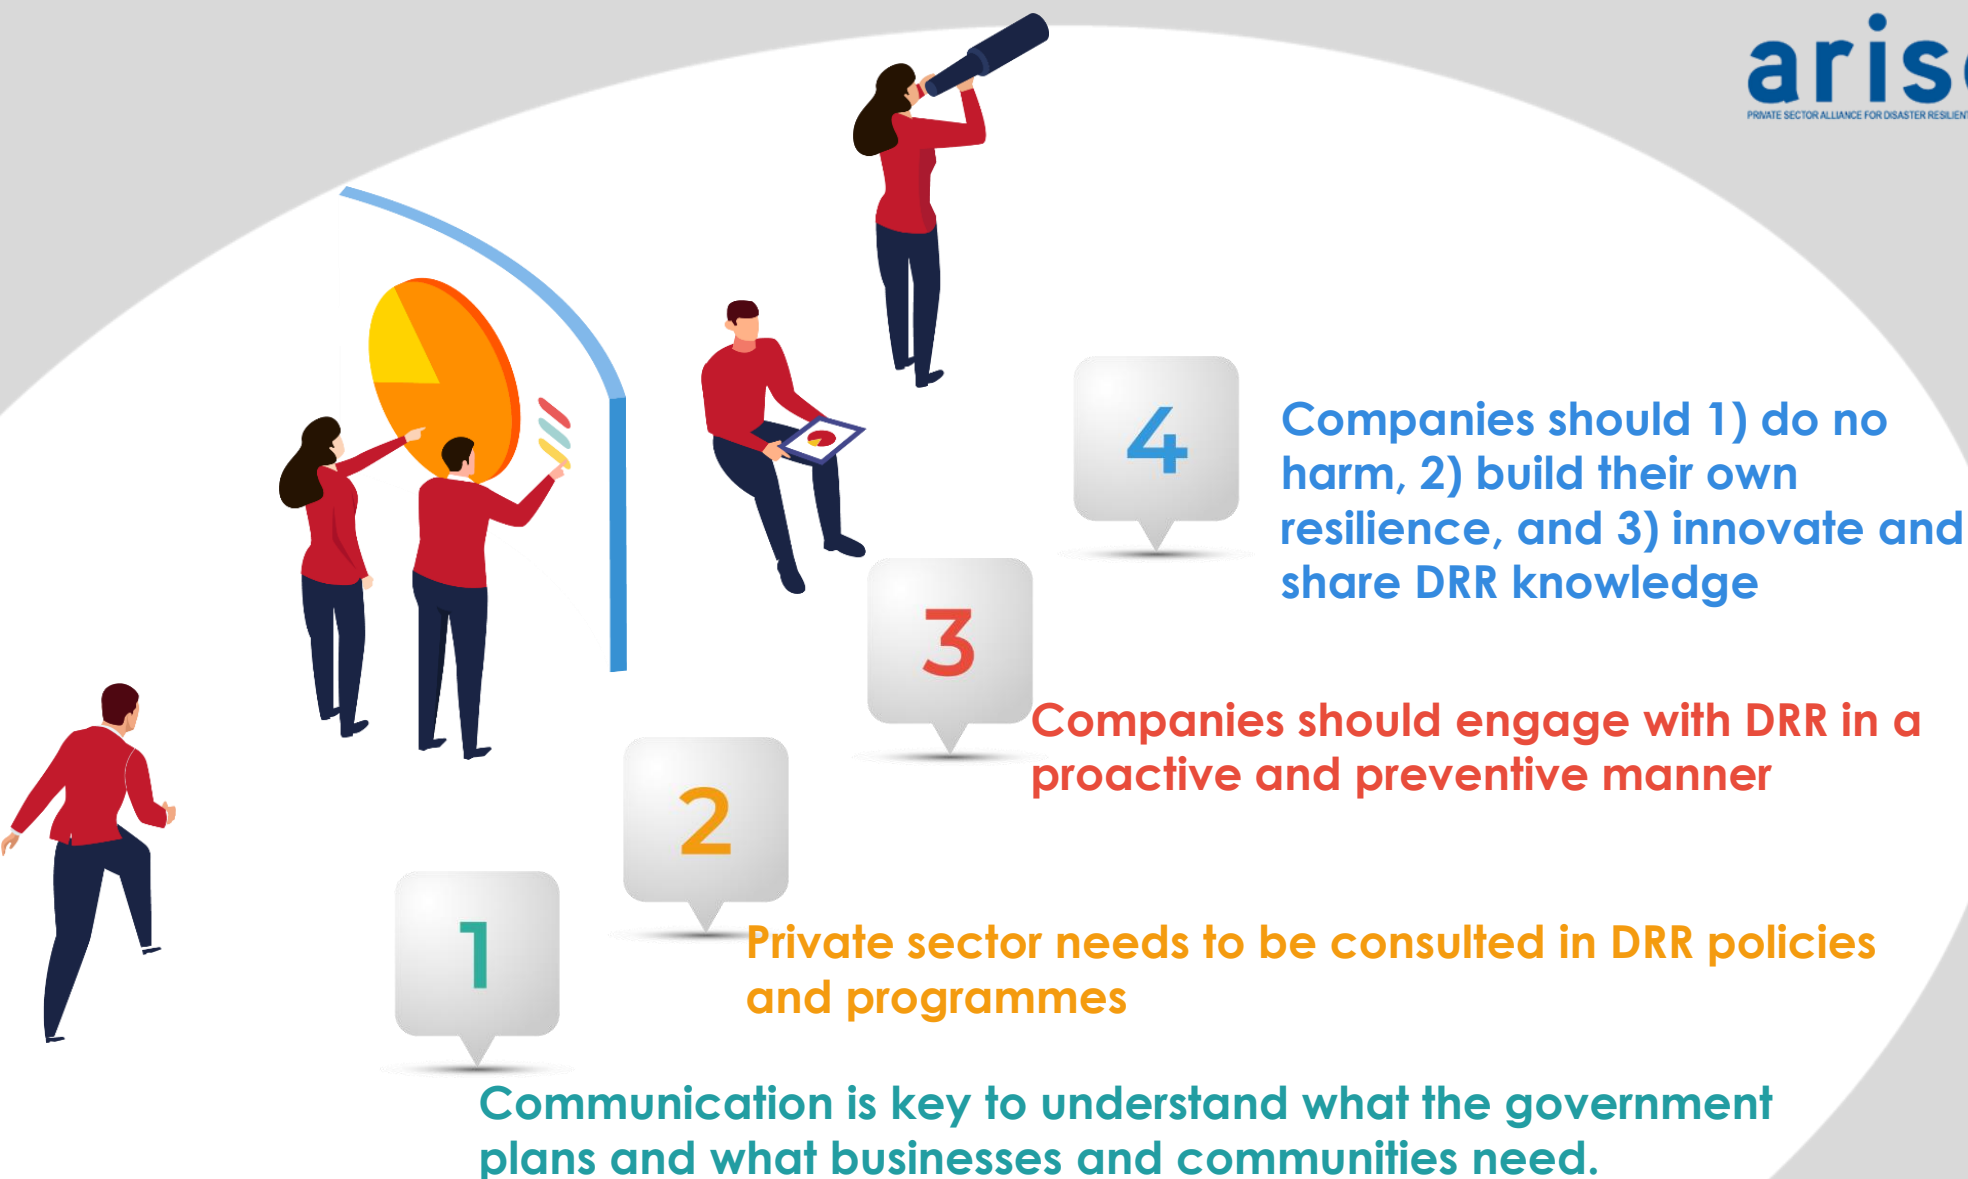 PRIVATE SECTOR ALLIANCE FOR DISASTER
4
Companies should 1) do no
harm, 2) build their own
resilience, and 3) innovate and
share DRR knowledge
3
Companies should engage with DRR in a
proactive and preventive manner
2
Private sector needs to be consulted in DRR policies
and programmes
1
Communication is key to understand what the government
plans and what businesses and communities need.